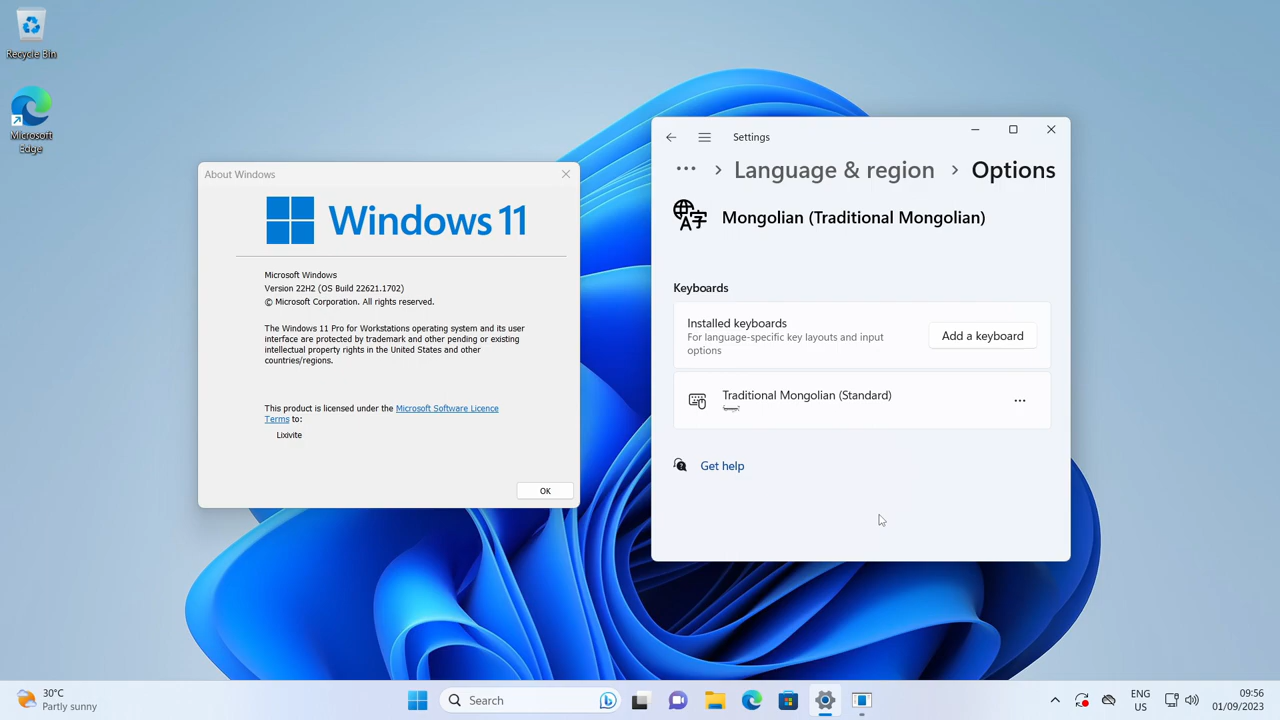 Recycle Bin
Microsoft
Edge
About Windows
Windows 11
Microsoft Windows
Version 22H2 (OS Build 22621.1702)
© Microsoft Corporation. All rights reserved.
The Windows 11 Pro for Workstations operating system and its user
interface are protected by trademark and other pending or existing
intellectual property rights in the United States and other
countries/regions.
This product is licensed under the Microsoft Software Licence
Terms to:
Lixivite
OK
Settings
... > Language & region > Options
Mongolian (Traditional Mongolian)
Keyboards
Installed keyboards
For language-specific key layouts and input
options
Add a keyboard
Traditional Mongolian (Standard)
Get help
30°C
Partly sunny
Search
ENG
US
09:56
01/09/2023